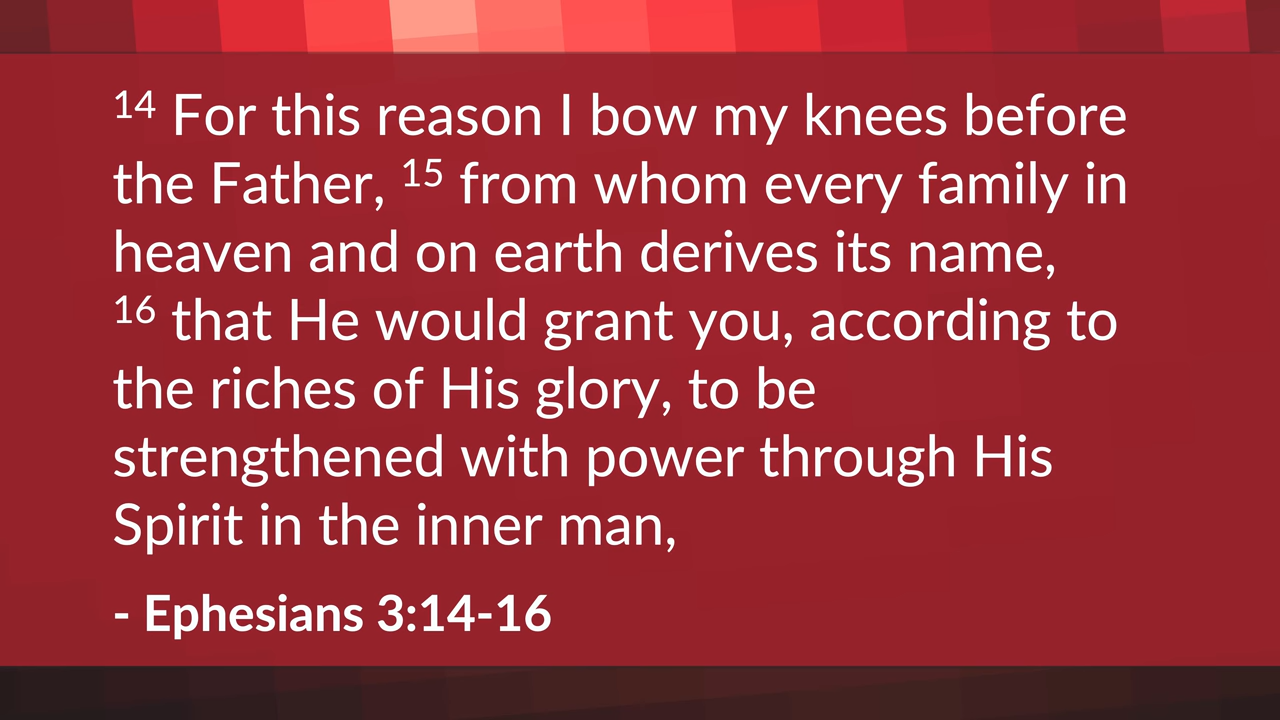 14 For this reason I bow my knees before
the Father, 15 from whom every family in
heaven and on earth derives its name,
16 that He would grant you, according to
the riches of His glory, to be
strengthened with power through His
Spirit in the inner man,
- Ephesians 3:14-16